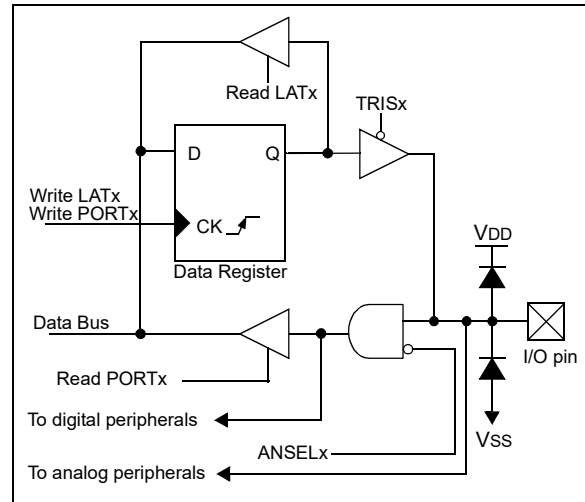 Read LATx
TRISx
D
Q
Write LATx
Write PORTx
CK
Data Register
VDD
Data Bus
I/O pin
Read PORTx
To digital peripherals
VSS
ANSELx
To analog peripherals